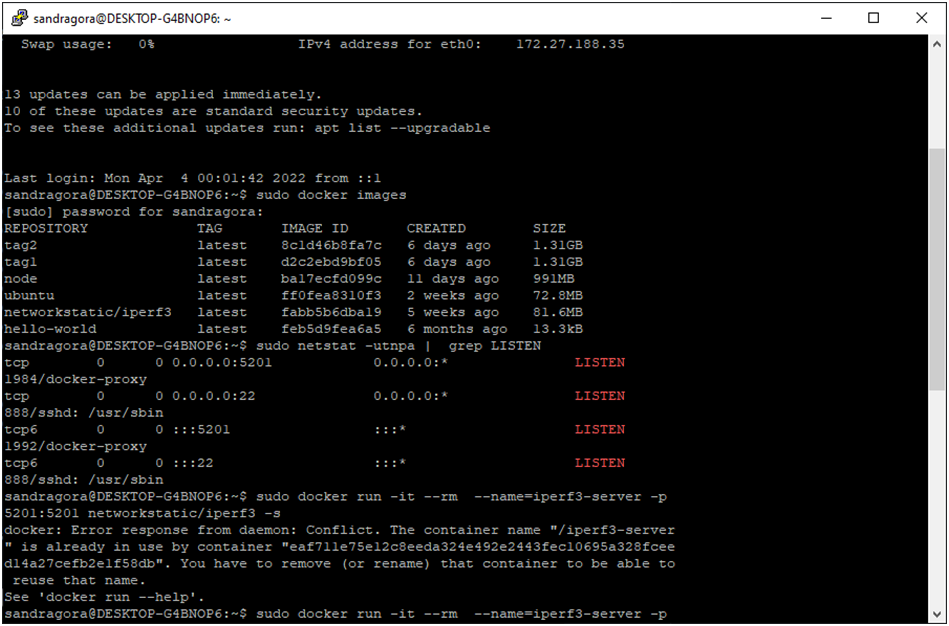 sandragora@DESKTOP-G4BNOP6: ~
Swap usage:   0%                 IPv4 address for eth0:    172.27.188.35
13 updates can be applied immediately.
10 of these updates are standard security updates.
To see these additional updates run: apt list --upgradable
Last login: Mon Apr  4 00:01:42 2022 from ::1
sandragora@DESKTOP-G4BNOP6:~$ sudo docker images
[sudo] password for sandragora:
REPOSITORY             TAG       IMAGE ID       CREATED        SIZE
tag2                   latest    8c1d46b8fa7c   6 days ago     1.31GB
tag1                   latest    d2c2ebd9bf05   6 days ago     1.31GB
node                   latest    ba17ecfd099c   11 days ago    991MB
ubuntu                 latest    ff0fea8310f3   2 weeks ago    72.8MB
networkstatic/iperf3   latest    fabb5b6dba19   5 weeks ago    81.6MB
hello-world            latest    feb5d9fea6a5   6 months ago   13.3kB
sandragora@DESKTOP-G4BNOP6:~$ sudo netstat -utnpa |  grep LISTEN
tcp        0      0 0.0.0.0:5201            0.0.0.0:*               LISTEN
1984/docker-proxy
tcp        0      0 0.0.0.0:22              0.0.0.0:*               LISTEN
888/sshd: /usr/sbin
tcp6       0      0 :::5201                 :::*                    LISTEN
1992/docker-proxy
tcp6       0      0 :::22                   :::*                    LISTEN
888/sshd: /usr/sbin
sandragora@DESKTOP-G4BNOP6:~$ sudo docker run -it --rm  --name=iperf3-server -p
5201:5201 networkstatic/iperf3 -s
docker: Error response from daemon: Conflict. The container name "/iperf3-server
" is already in use by container "eaf711e75e12c8eeda324e492e2443fec10695a328fcee
d14a27cefb2e1f58db". You have to remove (or rename) that container to be able to
 reuse that name.
See 'docker run --help'.
sandragora@DESKTOP-G4BNOP6:~$ sudo docker run -it --rm  --name=iperf3-server -p